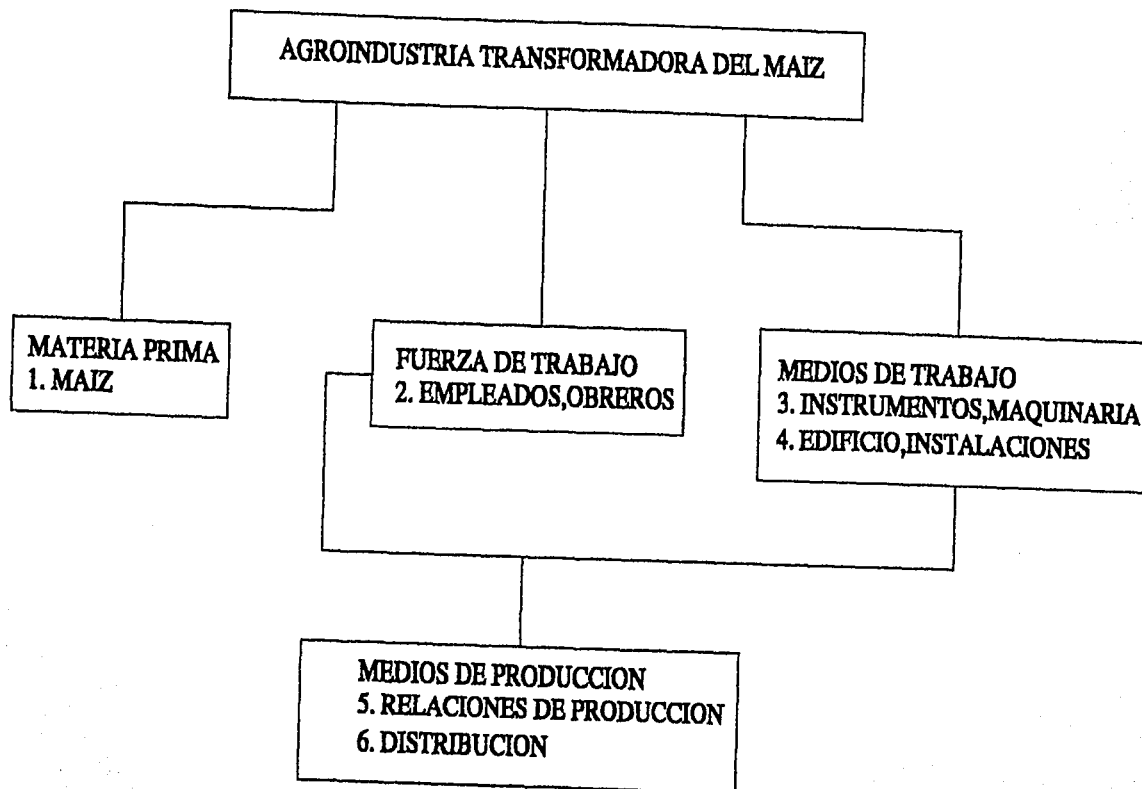 AGROINDUSTRIA TRANSFORMADORA DEL MAIZ
MATERIA PRIMA
1. MAIZ
FUERZA DE TRABAJO
2. EMPLEADOS,OBREROS
MEDIOS DE TRABAJO
3. INSTRUMENTOS,MAQUINARIA
4. EDIFICIO,INSTALACIONES
MEDIOS DE PRODUCCION
5. RELACIONES DE PRODUCCION
6. DISTRIBUCION